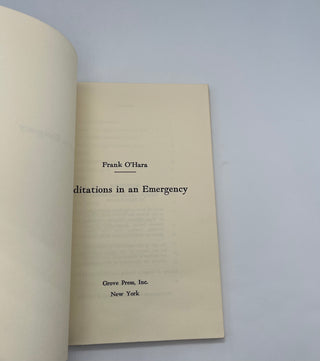 Frank O'Hara
ditations in an Emergency
Grove Press, Inc.
New York